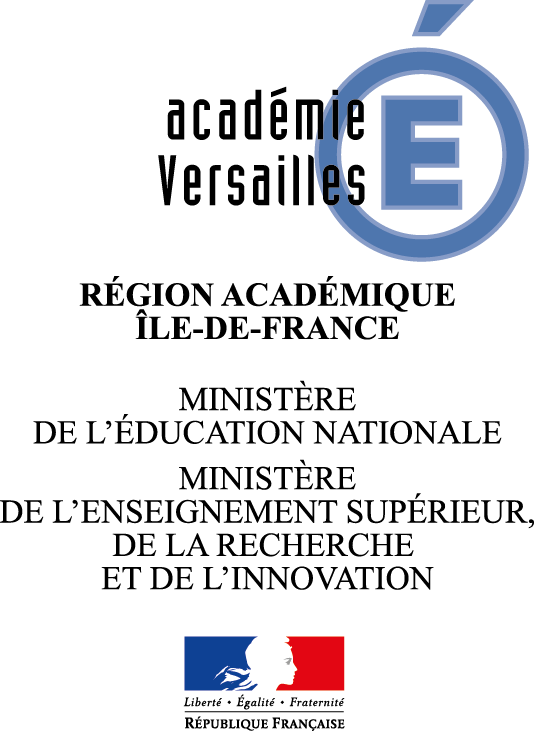 académie
Versailles
É
RÉGION ACADÉMIQUE
ÎLE-DE-FRANCE
MINISTÈRE
DE L’ÉDUCATION NATIONALE
MINISTÈRE
DE L’ENSEIGNEMENT SUPÉRIEUR,
DE LA RECHERCHE
ET DE L’INNOVATION
Liberté • Égalité • Fraternité
RÉPUBLIQUE FRANÇAISE